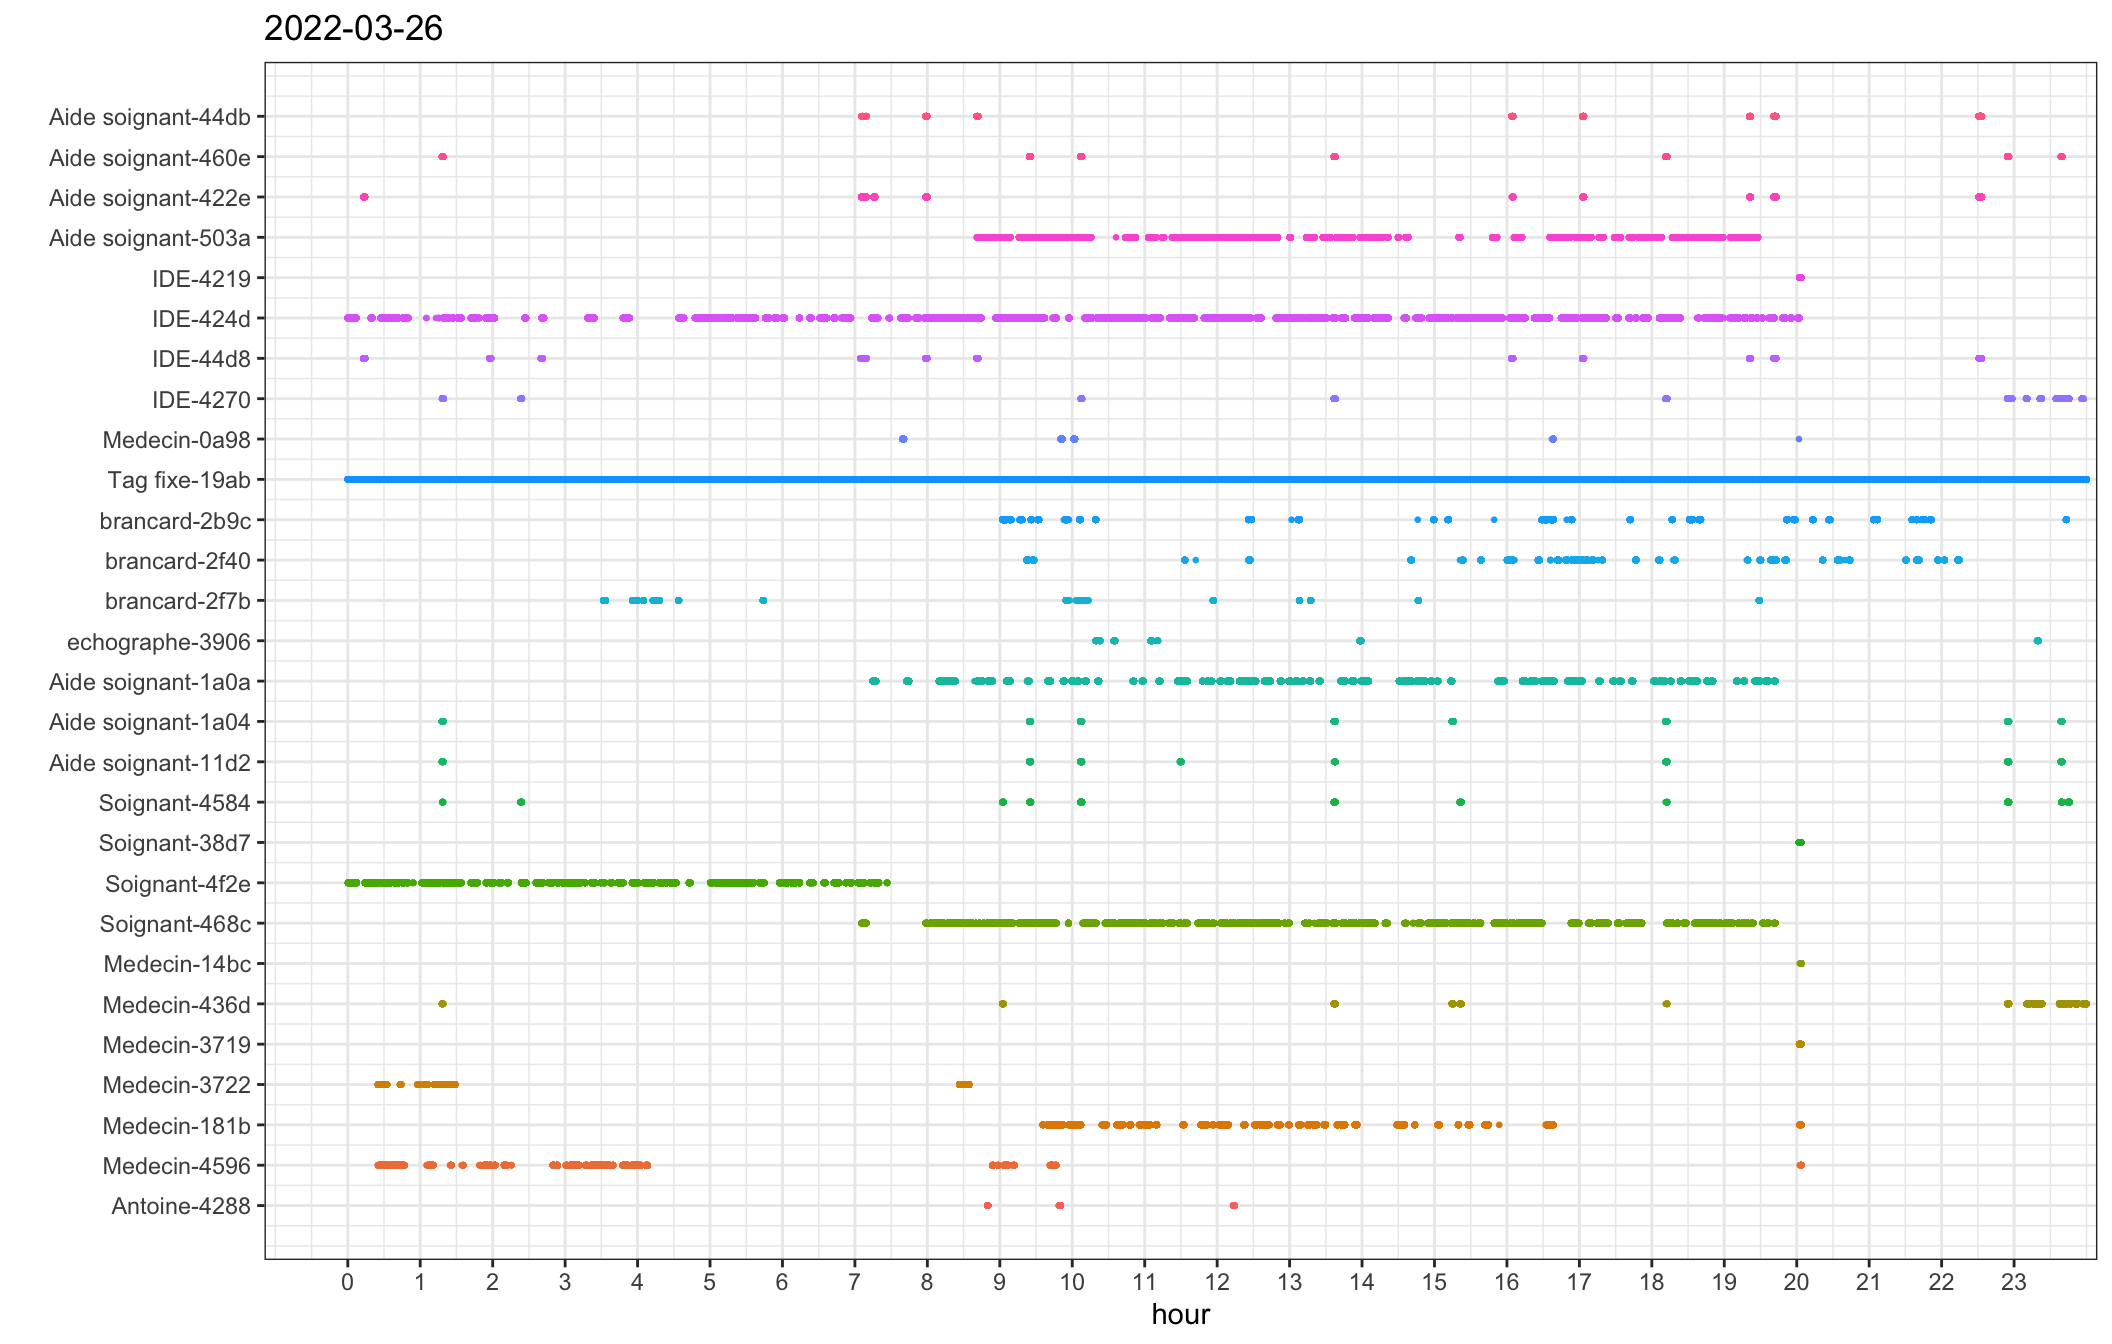 2022-03-26
Aide soignant-44db
Aide soignant-460e
Aide soignant-422e
Aide soignant-503a
IDE-4219
IDE-424d
IDE-44d8
IDE-4270
Medecin-0a98
Tag fixe-19ab
brancard-2b9c
brancard-2f40
brancard-2f7b
echographe-3906
Aide soignant-1a0a
Aide soignant-1a04
Aide soignant-11d2
Soignant-4584
Soignant-38d7
Soignant-4f2e
Soignant-468c
Medecin-14bc
Medecin-436d
Medecin-3719
Medecin-3722
Medecin-181b
Medecin-4596
Antoine-4288
0 1 2 3 4 5 6 7 8 9 10 11 12 13 14 15 16 17 18 19 20 21 22 23
hour